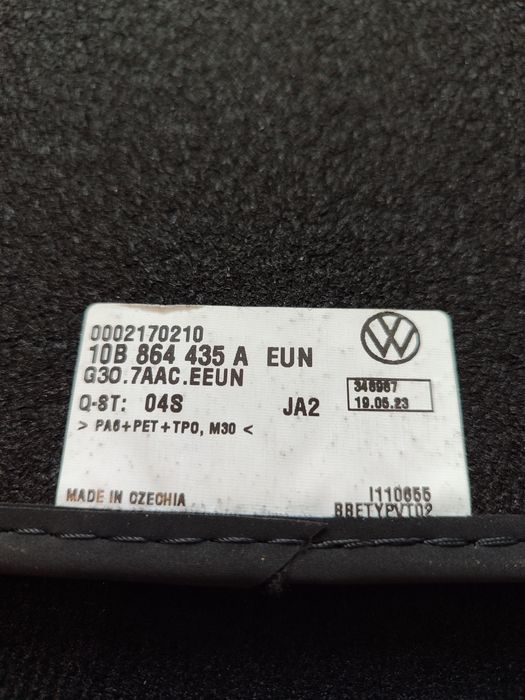 0002170210
10B 864 435 A EUN
G30.7AAC.EEUN
Q-ST: 04S JA2
346987
19.05.23
> PA6+PET+TPO, M30 <
MADE IN CZECHIA
I110655
BBETYPVT02